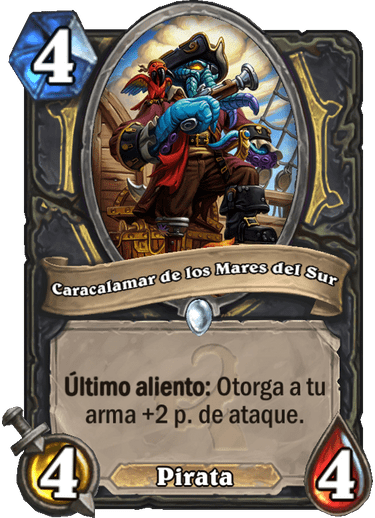 4
Caracalamar de los Mares del Sur
Último aliento: Otorga a tu
arma +2 p. de ataque.
4
Pirata
4